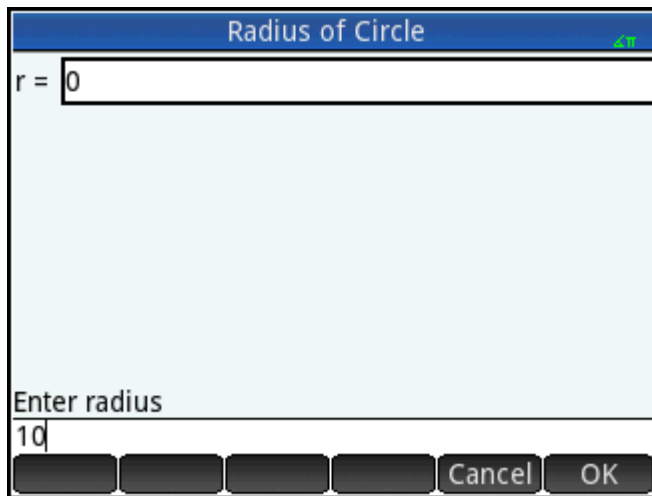 Radius of Circle
∡π
r = 0
Enter radius
10
Cancel OK